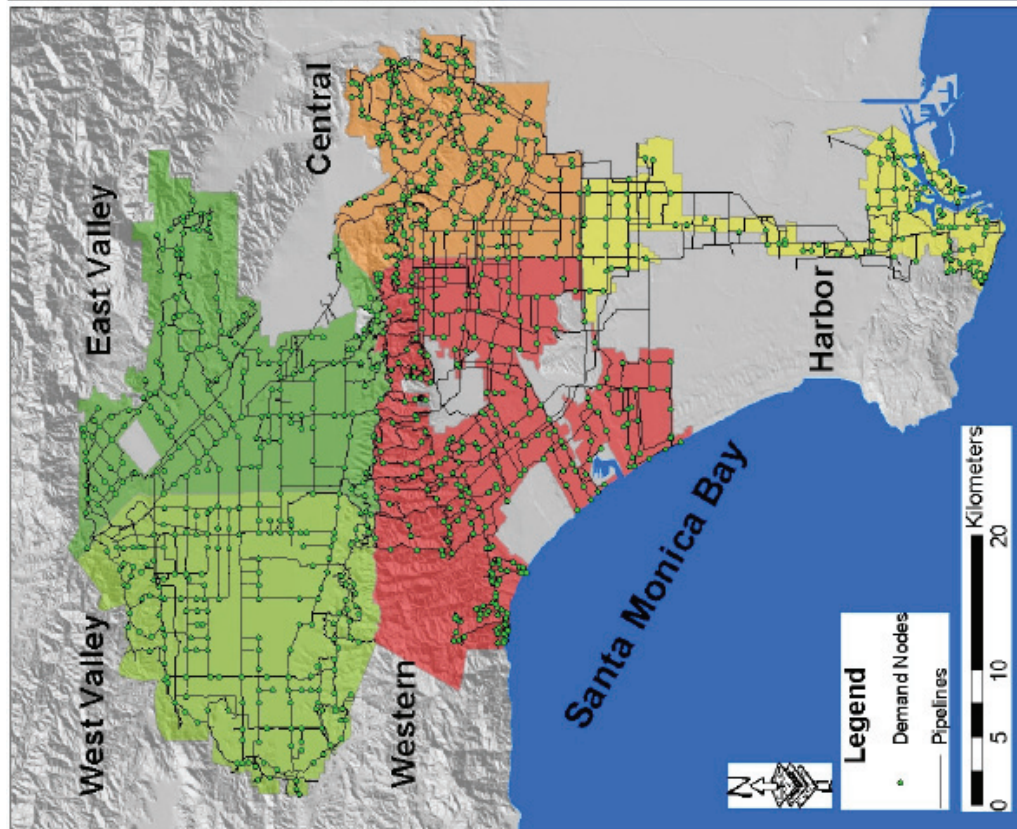 West Valley
East Valley
Central
Western
Santa Monica Bay
Harbor
N
Legend
Demand Nodes
Pipelines
0 5 10 20
Kilometers